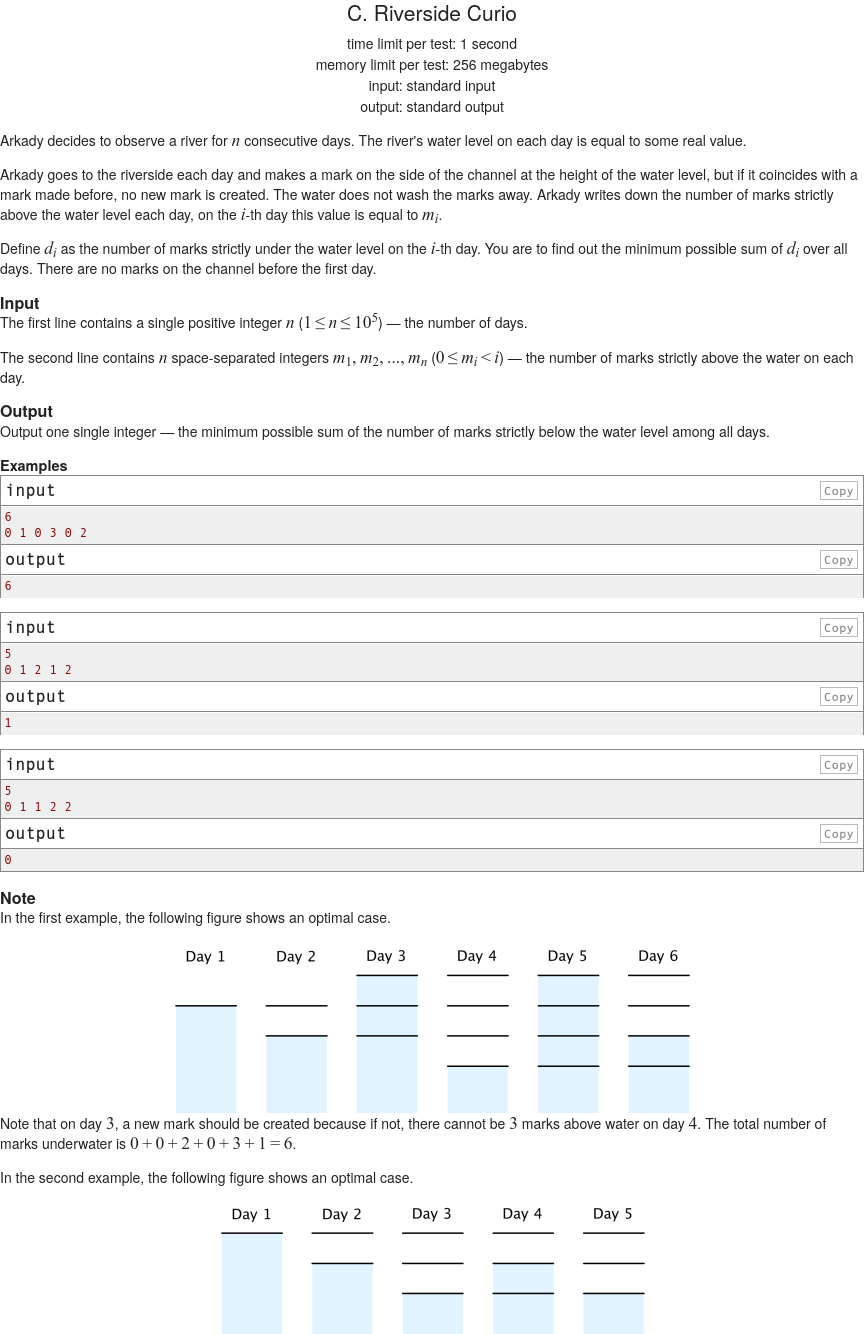 C. Riverside Curio
time limit per test: 1 second
memory limit per test: 256 megabytes
input: standard input
output: standard output
Arkady decides to observe a river for n consecutive days. The river's water level on each day is equal to some real value.
Arkady goes to the riverside each day and makes a mark on the side of the channel at the height of the water level, but if it coincides with a
mark made before, no new mark is created. The water does not wash the marks away. Arkady writes down the number of marks strictly
above the water level each day, on the i-th day this value is equal to mᵢ.
Define dᵢ as the number of marks strictly under the water level on the i-th day. You are to find out the minimum possible sum of dᵢ over all
days. There are no marks on the channel before the first day.
Input
The first line contains a single positive integer n (1 ≤ n ≤ 10⁵) — the number of days.
The second line contains n space-separated integers m₁, m₂, ..., mₙ (0 ≤ mᵢ < i) — the number of marks strictly above the water on each
day.
Output
Output one single integer — the minimum possible sum of the number of marks strictly below the water level among all days.
Examples
input Copy
6
0 1 0 3 0 2
output Copy
6
input Copy
5
0 1 2 1 2
output Copy
1
input Copy
5
0 1 1 2 2
output Copy
0
Note
In the first example, the following figure shows an optimal case.
Day 1 Day 2 Day 3 Day 4 Day 5 Day 6
Note that on day 3, a new mark should be created because if not, there cannot be 3 marks above water on day 4. The total number of
marks underwater is 0 + 0 + 2 + 0 + 3 + 1 = 6.
In the second example, the following figure shows an optimal case.
Day 1 Day 2 Day 3 Day 4 Day 5